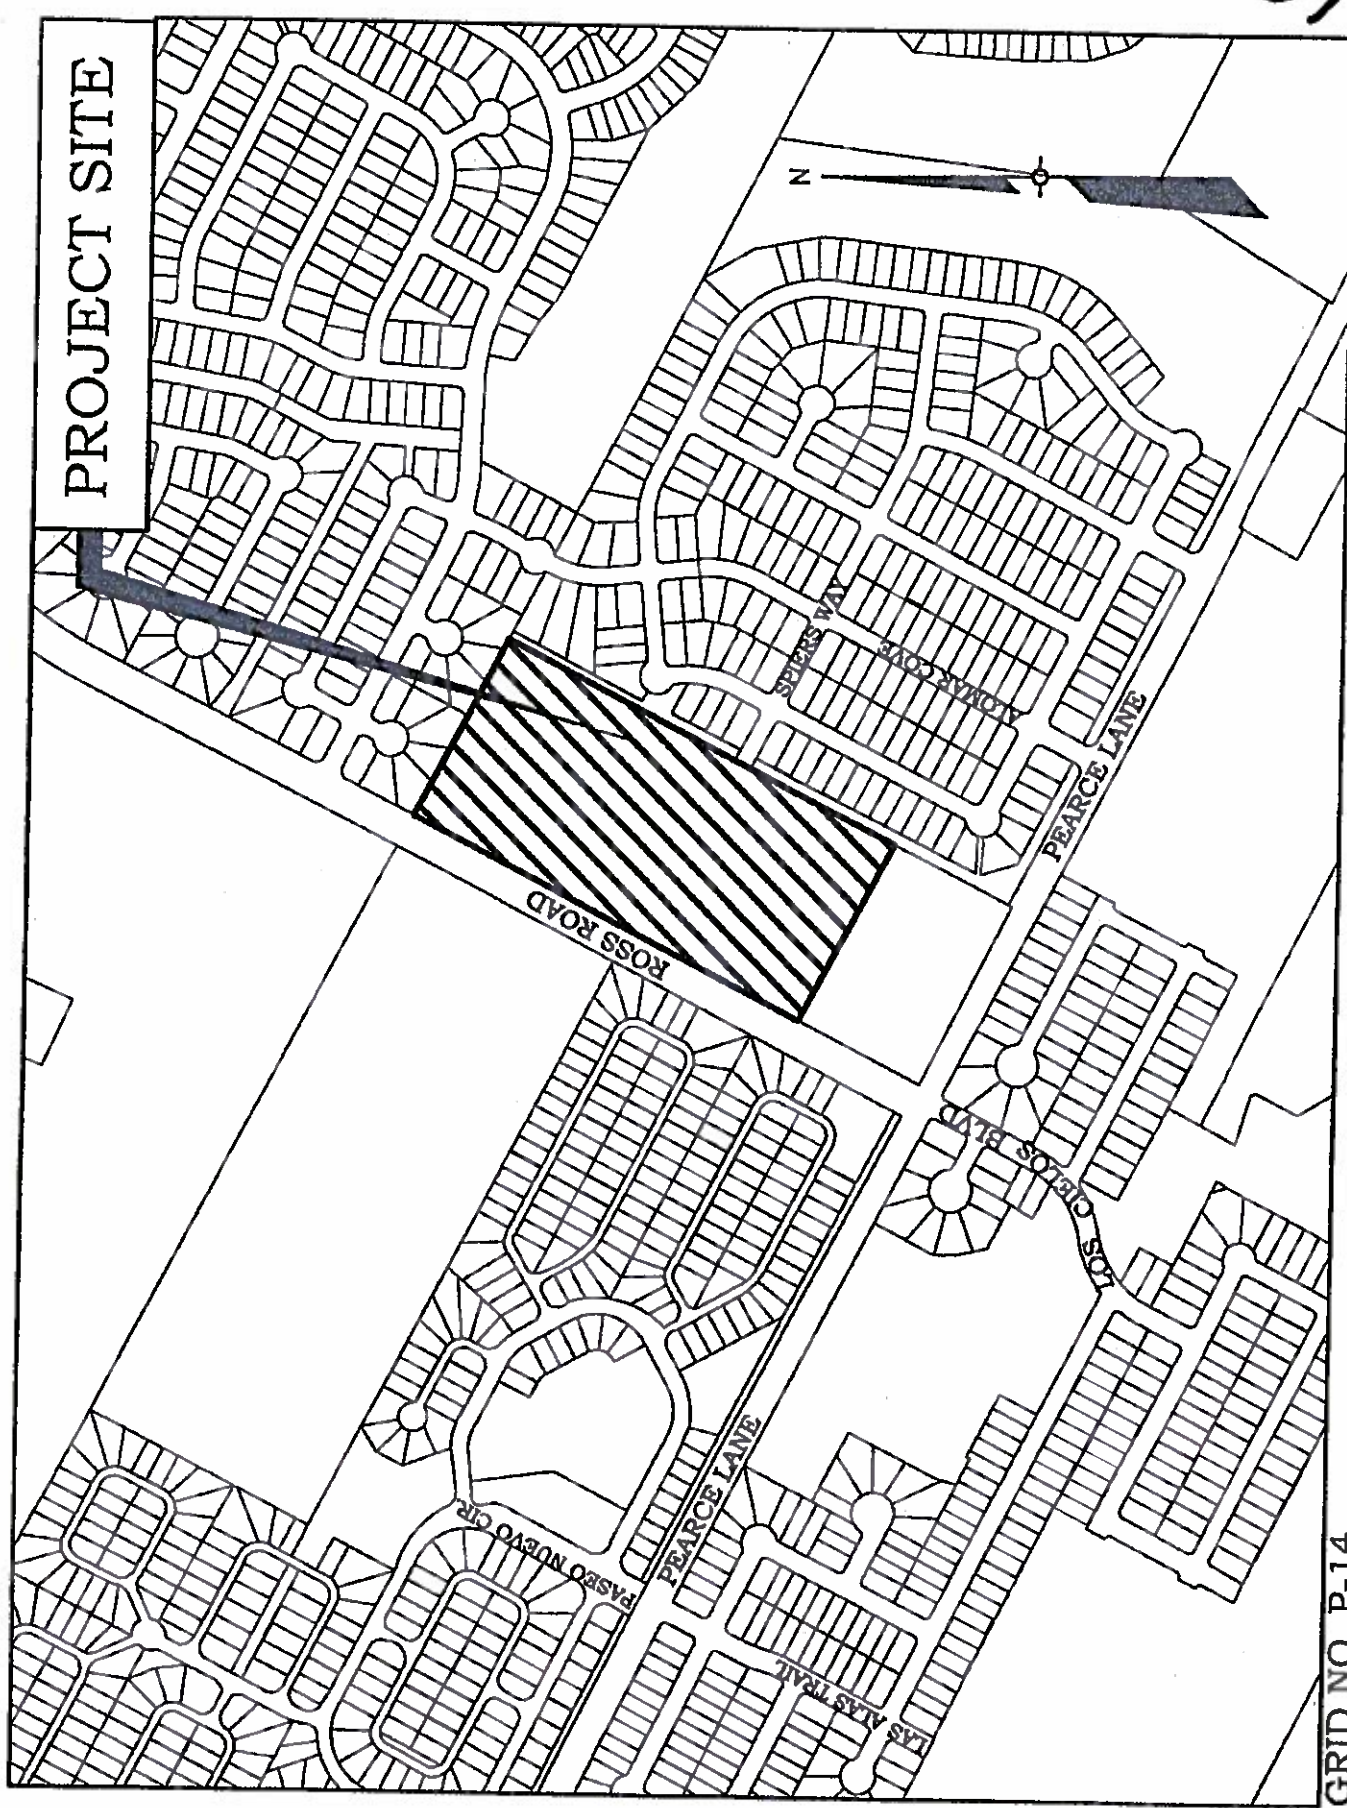 PROJECT SITE
N
SPIERS WAY
ALOMAR COVE
PEARCE LANE
ROSS ROAD
LOS CIELOS BLVD
PASEO NUEVO CIR
PEARCE LANE
LAS ALAS TRAIL
GRID NO. P-14